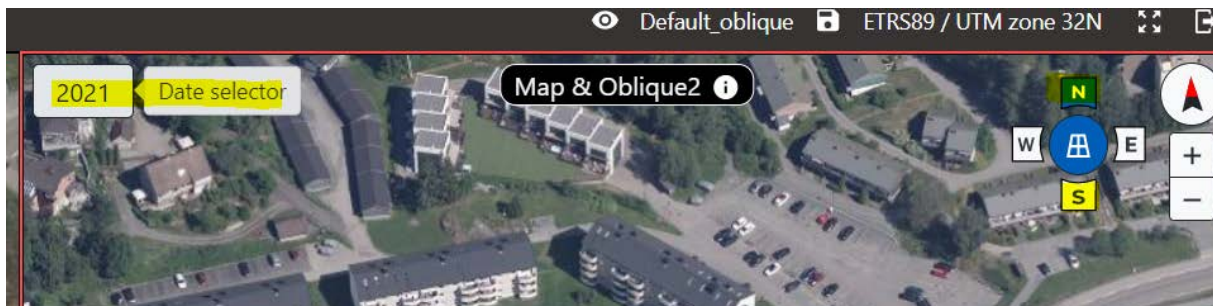 Default_oblique
ETRS89 / UTM zone 32N
2021
Date selector
Map & Oblique2
N
W
E
S
+
−